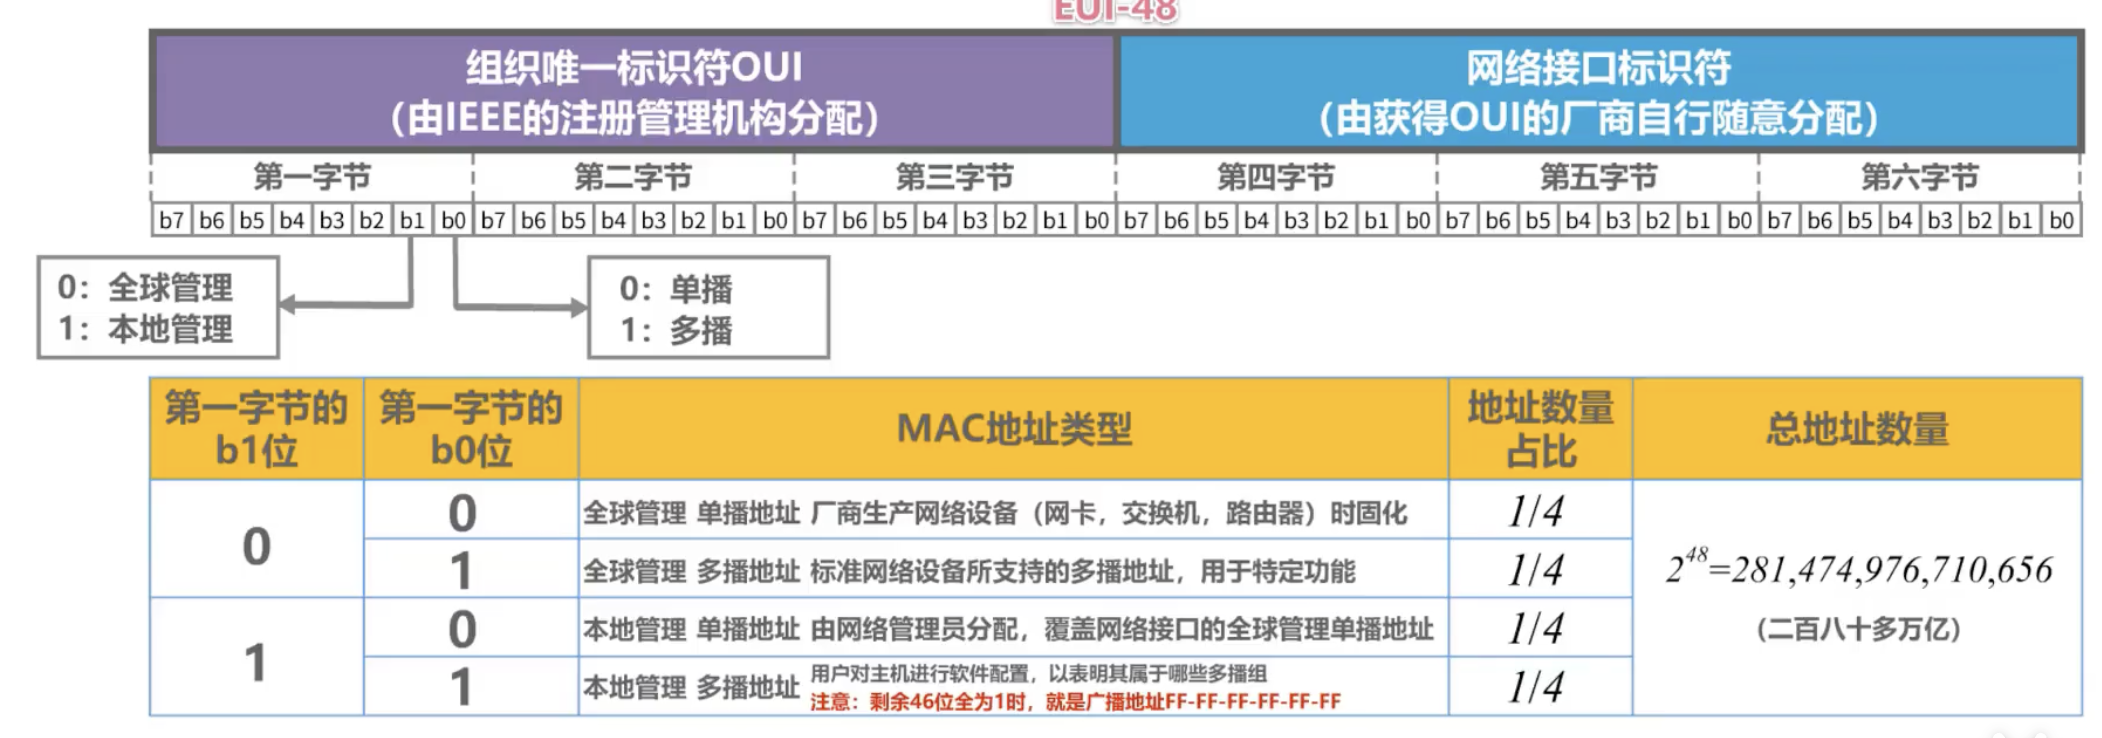 EUI-48
组织唯一标识符OUI
（由IEEE的注册管理机构分配）
网络接口标识符
（由获得OUI的厂商自行随意分配）
第一字节 第二字节 第三字节 第四字节 第五字节 第六字节
b7 b6 b5 b4 b3 b2 b1 b0 b7 b6 b5 b4 b3 b2 b1 b0 b7 b6 b5 b4 b3 b2 b1 b0 b7 b6 b5 b4 b3 b2 b1 b0 b7 b6 b5 b4 b3 b2 b1 b0 b7 b6 b5 b4 b3 b2 b1 b0
0：全球管理
1：本地管理
0：单播
1：多播
第一字节的
b1位
第一字节的
b0位
MAC地址类型
地址数量
占比
总地址数量
0
0
全球管理 单播地址 厂商生产网络设备（网卡，交换机，路由器）时固化
1/4
1
全球管理 多播地址 标准网络设备所支持的多播地址，用于特定功能
1/4
1
0
本地管理 单播地址 由网络管理员分配，覆盖网络接口的全球管理单播地址
1/4
1
本地管理 多播地址
用户对主机进行软件配置，以表明其属于哪些多播组
注意：剩余46位全为1时，就是广播地址FF-FF-FF-FF-FF-FF
1/4
2⁴⁸=281,474,976,710,656
（二百八十多万亿）